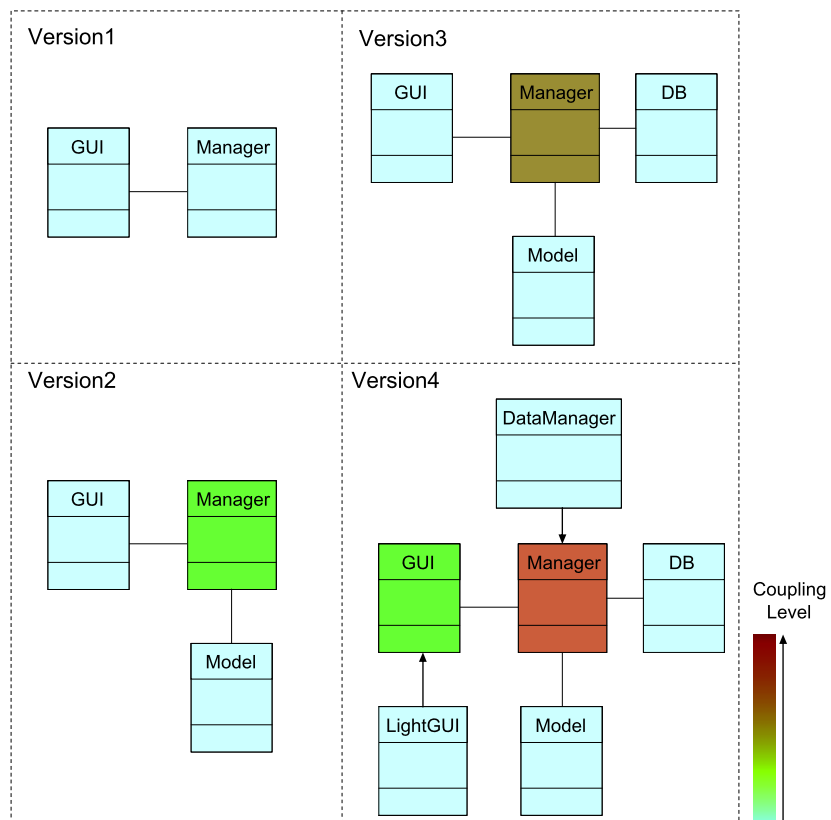 Version1
GUI
Manager
Version3
GUI
Manager
DB
Model
Version2
GUI
Manager
Model
Version4
DataManager
GUI
Manager
DB
LightGUI
Model
Coupling
Level